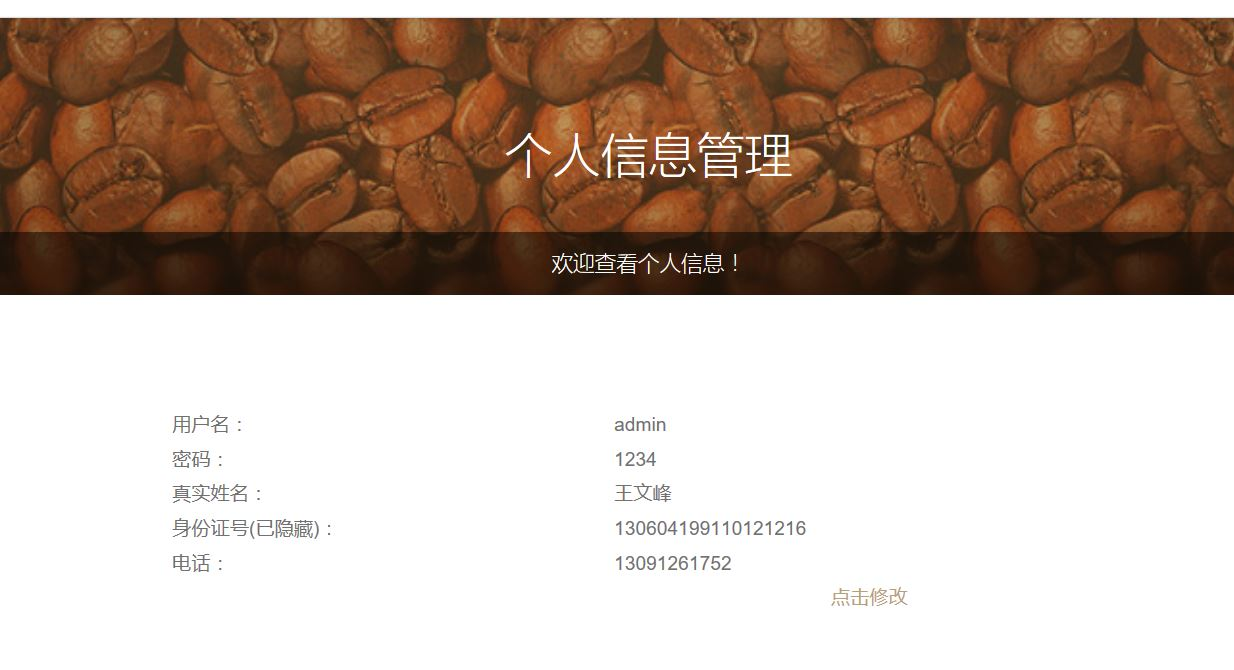 个人信息管理
欢迎查看个人信息！
用户名： admin
密码： 1234
真实姓名： 王文峰
身份证号(已隐藏)： 130604199110121216
电话： 13091261752
点击修改